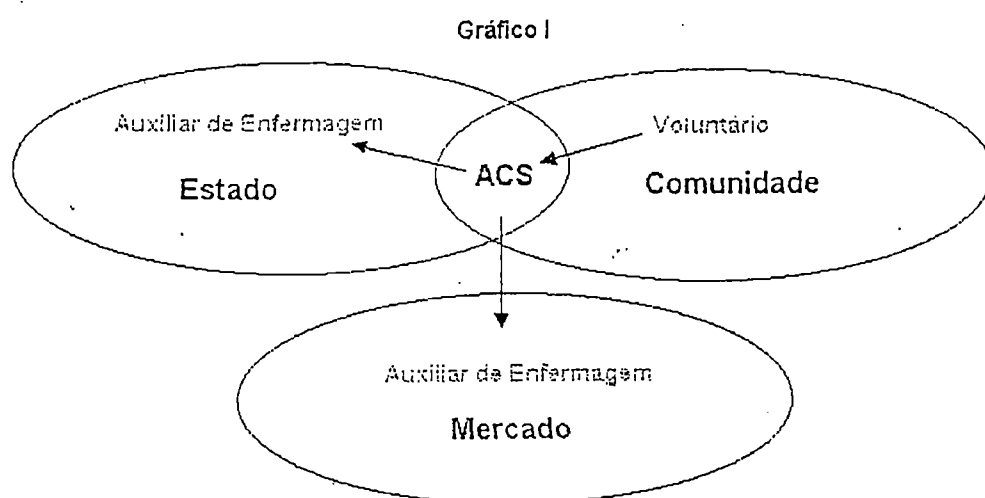 Gráfico I
Auxiliar de Enfermagem
Voluntário
ACS
Estado
Comunidade
Auxiliar de Enfermagem
Mercado